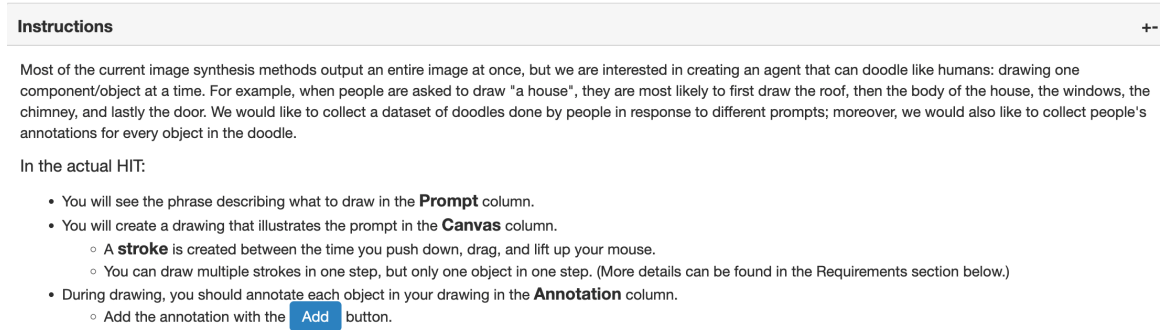 Instructions +-
Most of the current image synthesis methods output an entire image at once, but we are interested in creating an agent that can doodle like humans: drawing one
component/object at a time. For example, when people are asked to draw "a house", they are most likely to first draw the roof, then the body of the house, the windows, the
chimney, and lastly the door. We would like to collect a dataset of doodles done by people in response to different prompts; moreover, we would also like to collect people's
annotations for every object in the doodle.
In the actual HIT:
• You will see the phrase describing what to draw in the Prompt column.
• You will create a drawing that illustrates the prompt in the Canvas column.
◦ A stroke is created between the time you push down, drag, and lift up your mouse.
◦ You can draw multiple strokes in one step, but only one object in one step. (More details can be found in the Requirements section below.)
• During drawing, you should annotate each object in your drawing in the Annotation column.
◦ Add the annotation with the Add button.